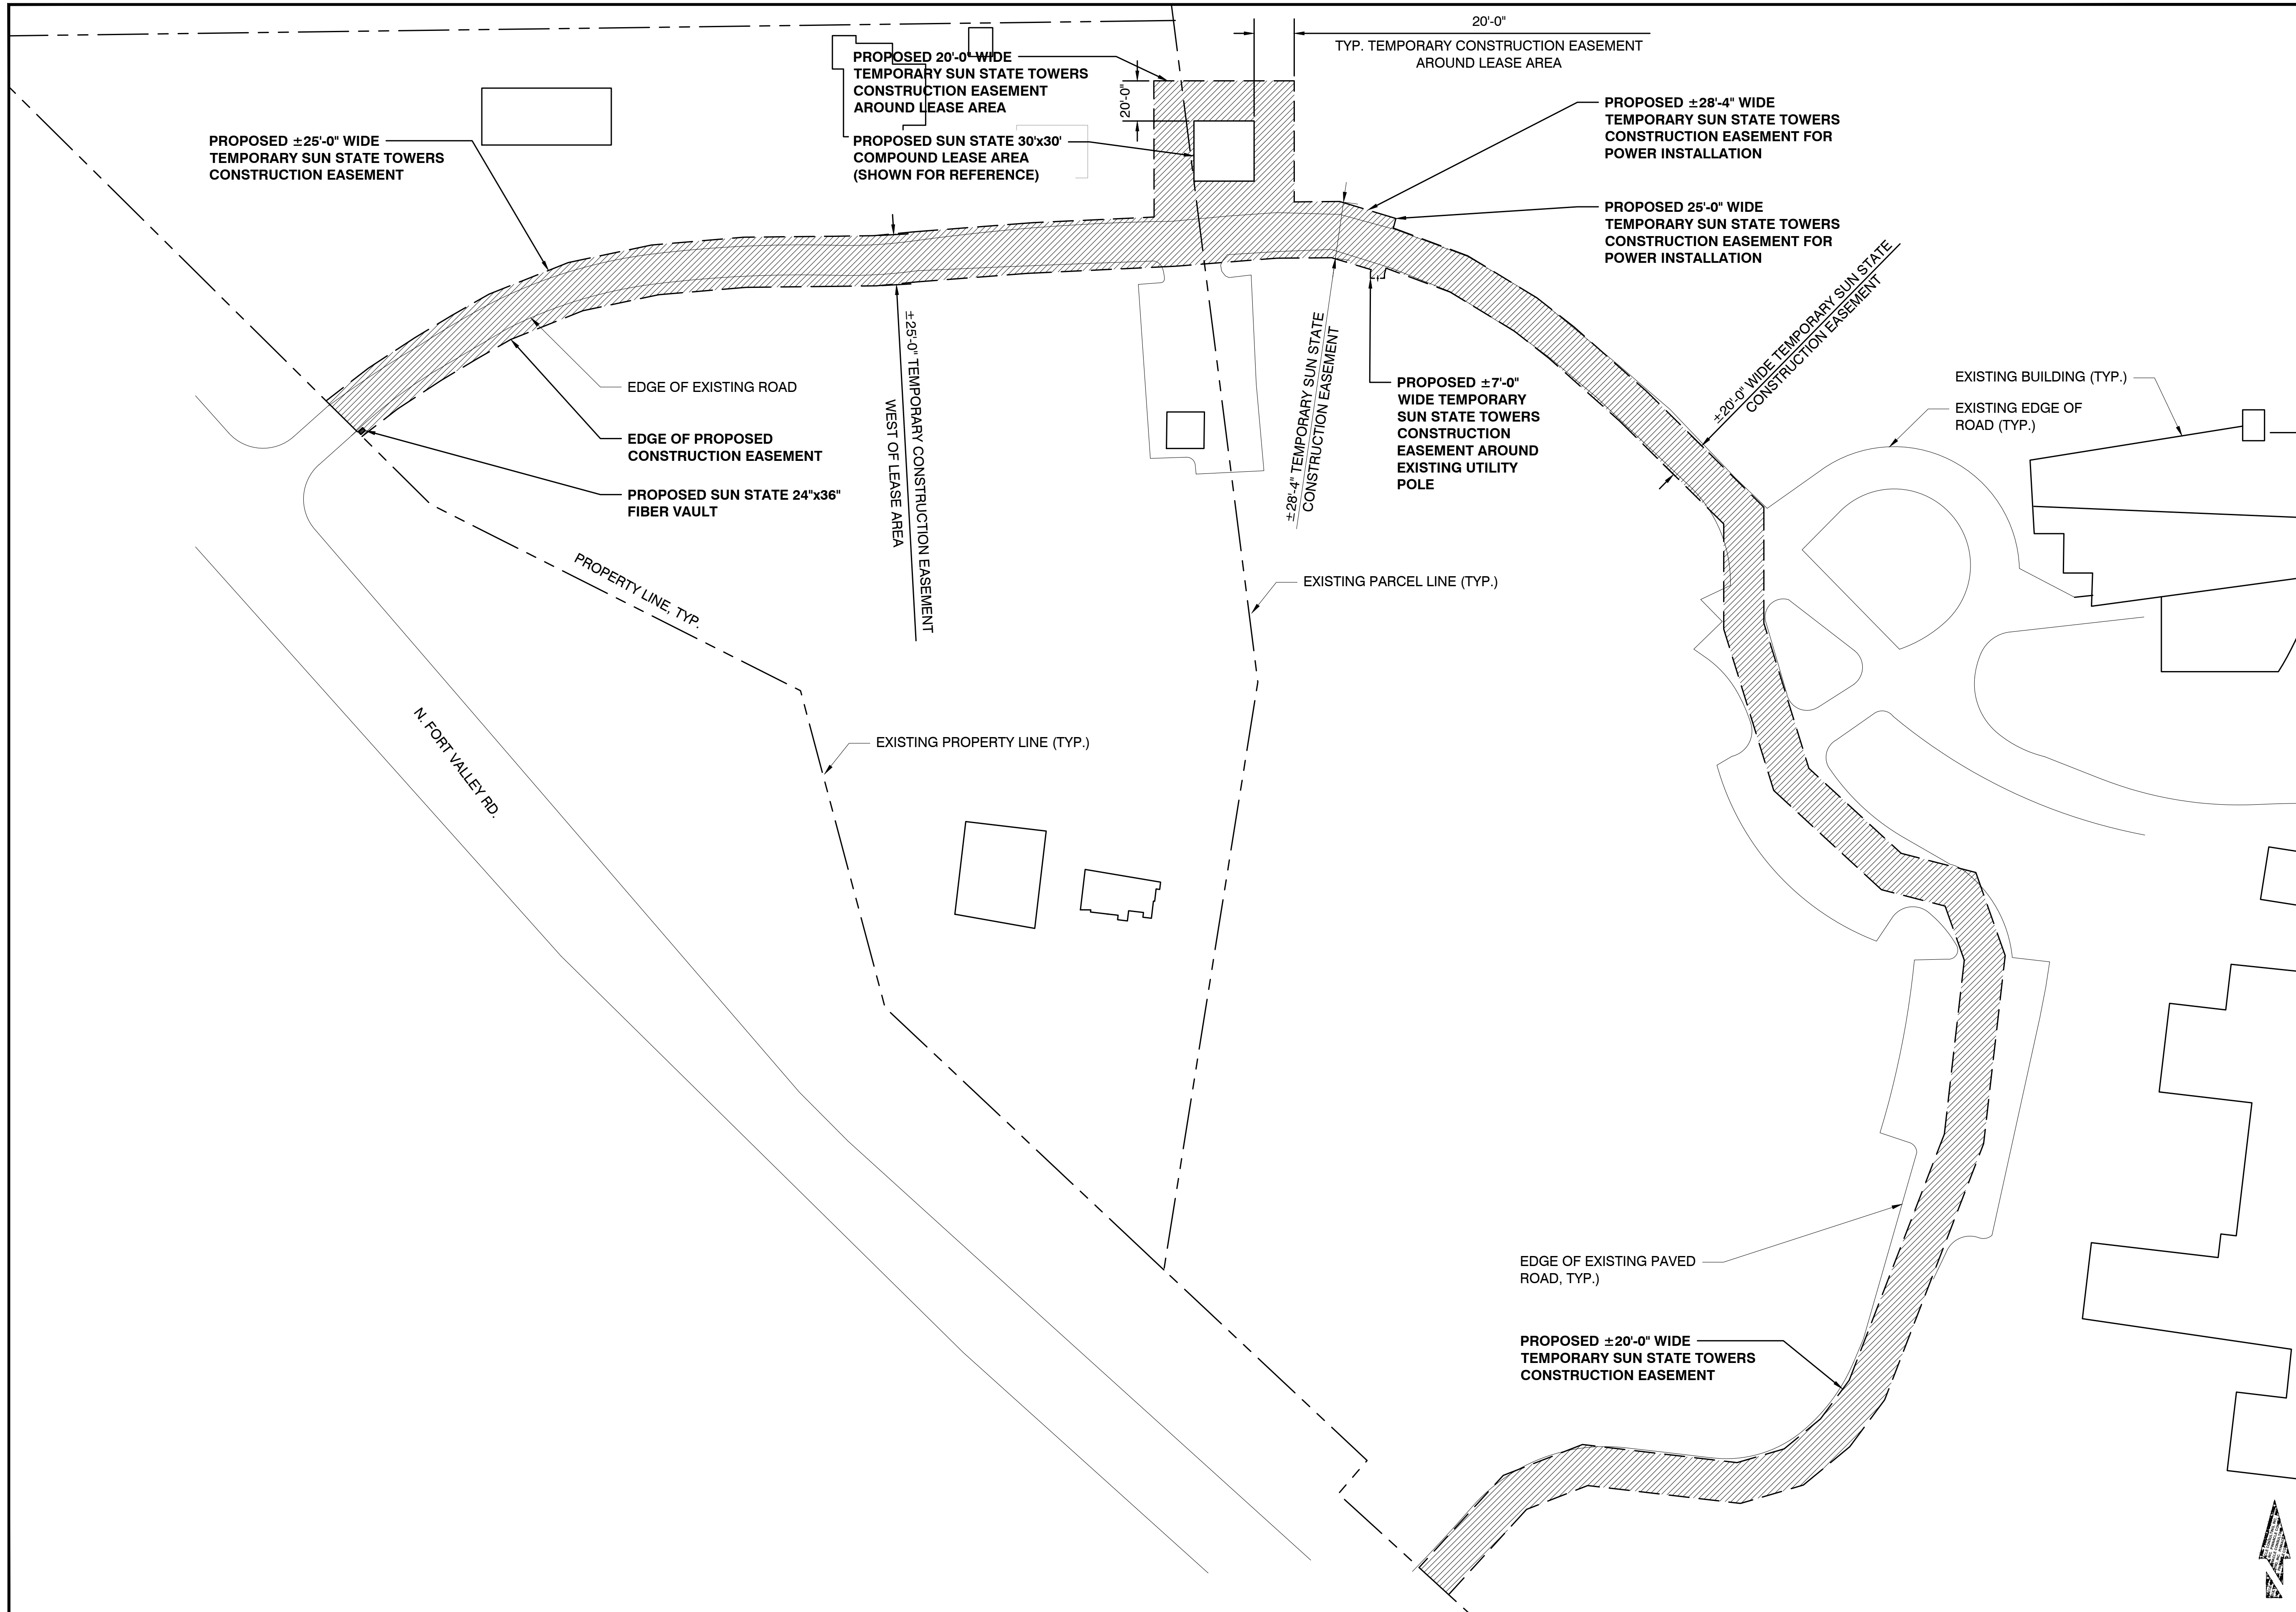 20'-0"
TYP. TEMPORARY CONSTRUCTION EASEMENT
AROUND LEASE AREA
PROPOSED 20'-0" WIDE
TEMPORARY SUN STATE TOWERS
CONSTRUCTION EASEMENT
AROUND LEASE AREA
20'-0"
PROPOSED ±28'-4" WIDE
TEMPORARY SUN STATE TOWERS
CONSTRUCTION EASEMENT FOR
POWER INSTALLATION
PROPOSED ±25'-0" WIDE
TEMPORARY SUN STATE TOWERS
CONSTRUCTION EASEMENT
PROPOSED SUN STATE 30'x30'
COMPOUND LEASE AREA
(SHOWN FOR REFERENCE)
PROPOSED 25'-0" WIDE
TEMPORARY SUN STATE TOWERS
CONSTRUCTION EASEMENT FOR
POWER INSTALLATION
±20'-0" WIDE TEMPORARY SUN STATE
CONSTRUCTION EASEMENT
±25'-0" TEMPORARY CONSTRUCTION EASEMENT
WEST OF LEASE AREA
±28'-4" TEMPORARY SUN STATE
CONSTRUCTION EASEMENT
EDGE OF EXISTING ROAD
PROPOSED ±7'-0"
WIDE TEMPORARY
SUN STATE TOWERS
CONSTRUCTION
EASEMENT AROUND
EXISTING UTILITY
POLE
EXISTING BUILDING (TYP.)
EXISTING EDGE OF
ROAD (TYP.)
EDGE OF PROPOSED
CONSTRUCTION EASEMENT
PROPOSED SUN STATE 24"x36"
FIBER VAULT
PROPERTY LINE, TYP.
EXISTING PARCEL LINE (TYP.)
N. FORT VALLEY RD.
EXISTING PROPERTY LINE (TYP.)
EDGE OF EXISTING PAVED
ROAD, TYP.)
PROPOSED ±20'-0" WIDE
TEMPORARY SUN STATE TOWERS
CONSTRUCTION EASEMENT